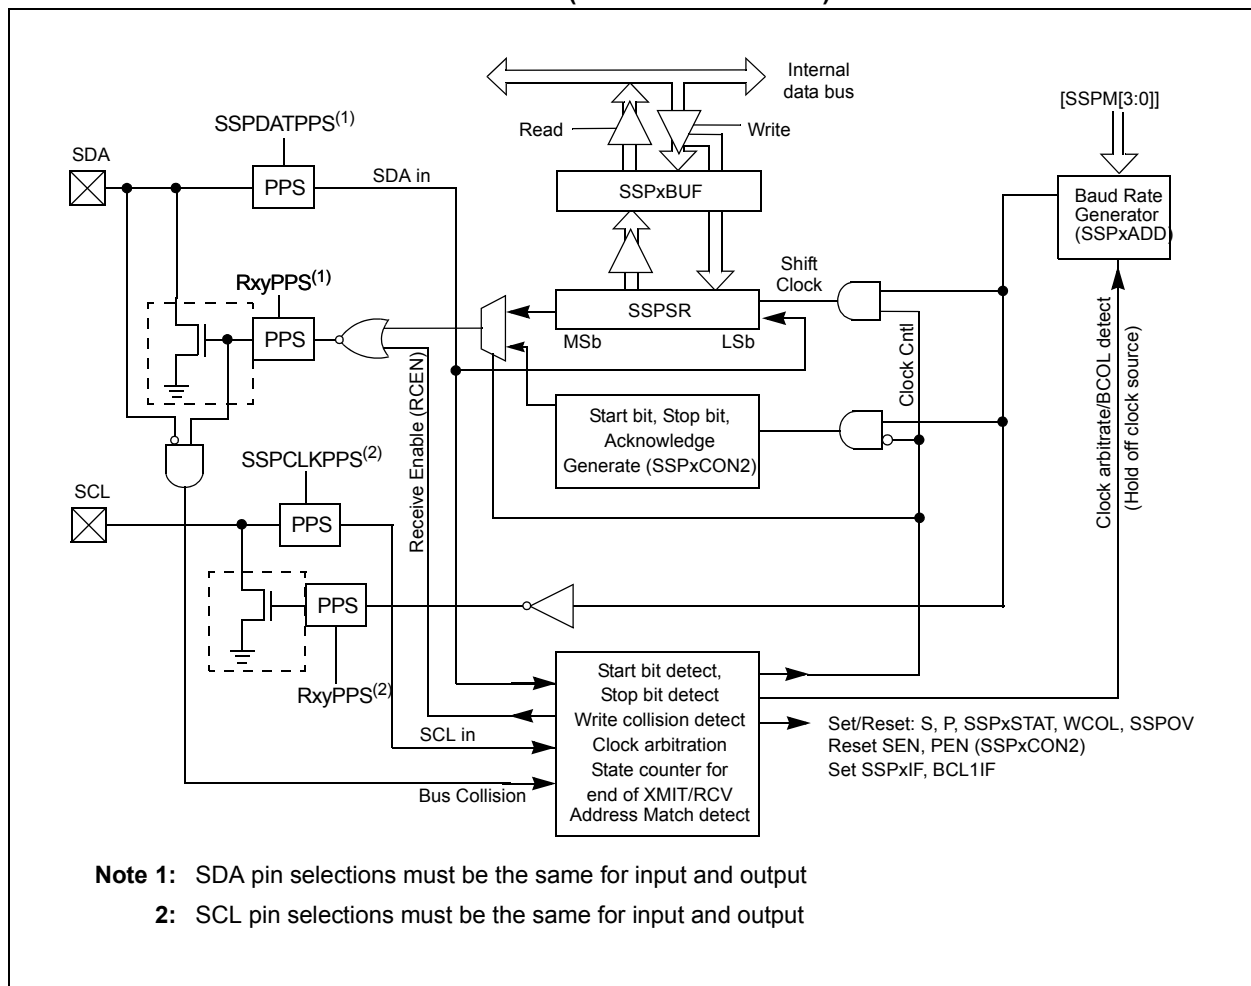 Internal
data bus
[SSPM[3:0]]
SSPDATPPS(1)
Read
Write
SDA
PPS
SDA in
SSPxBUF
Baud Rate
Generator
(SSPxADD)
Shift
Clock
RxyPPS(1)
SSPSR
PPS
MSb
LSb
Clock Cntl
Receive Enable (RCEN)
Clock arbitrate/BCOL detect
(Hold off clock source)
Start bit, Stop bit,
Acknowledge
Generate (SSPxCON2)
SSPCLKPPS(2)
SCL
PPS
PPS
RxyPPS(2)
SCL in
Bus Collision
Start bit detect,
Stop bit detect
Write collision detect
Clock arbitration
State counter for
end of XMIT/RCV
Address Match detect
Set/Reset: S, P, SSPxSTAT, WCOL, SSPOV
Reset SEN, PEN (SSPxCON2)
Set SSPxIF, BCL1IF
Note 1: SDA pin selections must be the same for input and output
2: SCL pin selections must be the same for input and output